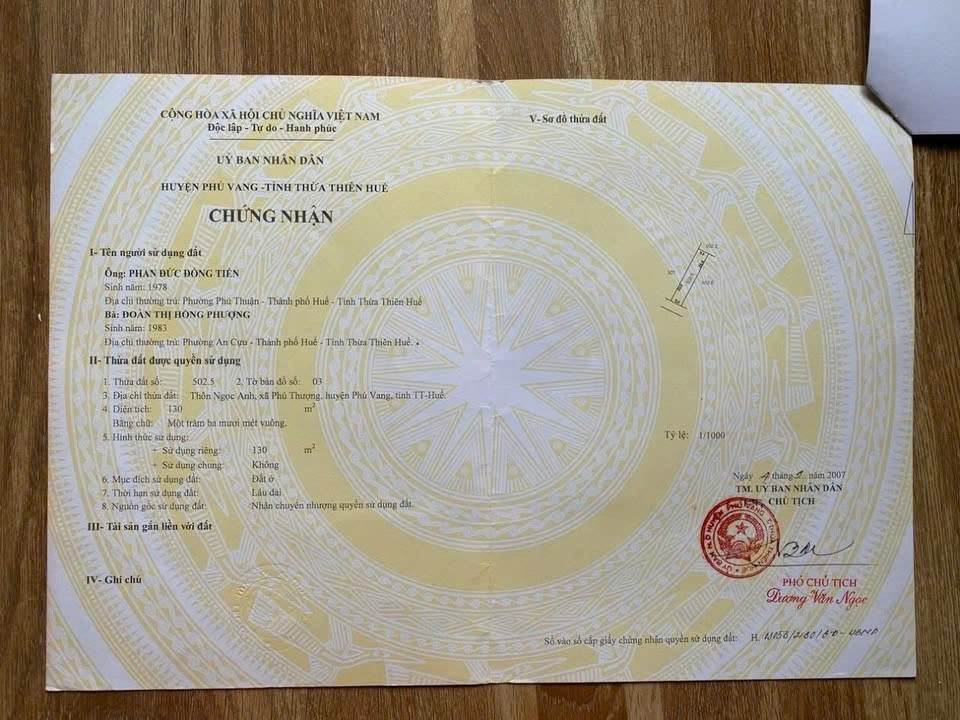 CỘNG HÒA XÃ HỘI CHỦ NGHĨA VIỆT NAM
Độc lập - Tự do - Hạnh phúc
UỶ BAN NHÂN DÂN
HUYỆN PHÚ VANG -TỈNH THỪA THIÊN HUẾ
CHỨNG NHẬN
I- Tên người sử dụng đất
Ông: PHAN ĐỨC ĐỒNG TIẾN
Sinh năm: 1978
Địa chỉ thường trú: Phường Phú Thuận - Thành phố Huế - Tỉnh Thừa Thiên Huế
Bà: ĐOÀN THỊ HỒNG PHƯỢNG
Sinh năm: 1983
Địa chỉ thường trú: Phường An Cựu - Thành phố Huế - Tỉnh Thừa Thiên Huế.
II- Thửa đất được quyền sử dụng
1. Thửa đất số: 502.5 2. Tờ bản đồ số: 03
3. Địa chỉ thửa đất: Thôn Ngọc Anh, xã Phú Thượng, huyện Phú Vang, tỉnh TT-Huế.
4. Diện tích: 130 m²
Bằng chữ: Một trăm ba mươi mét vuông.
5. Hình thức sử dụng:
+ Sử dụng riêng: 130 m²
+ Sử dụng chung: Không
6. Mục đích sử dụng đất: Đất ở
7. Thời hạn sử dụng đất: Lâu dài
8. Nguồn gốc sử dụng đất: Nhận chuyển nhượng quyền sử dụng đất.
III- Tài sản gắn liền với đất
IV- Ghi chú
V- Sơ đồ thửa đất
Tỷ lệ: 1/1000
Ngày tháng năm 2007
TM. UỶ BAN NHÂN DÂN
CHỦ TỊCH
PHÓ CHỦ TỊCH
Dương Văn Ngọc
Số vào sổ cấp giấy chứng nhận quyền sử dụng đất: H.